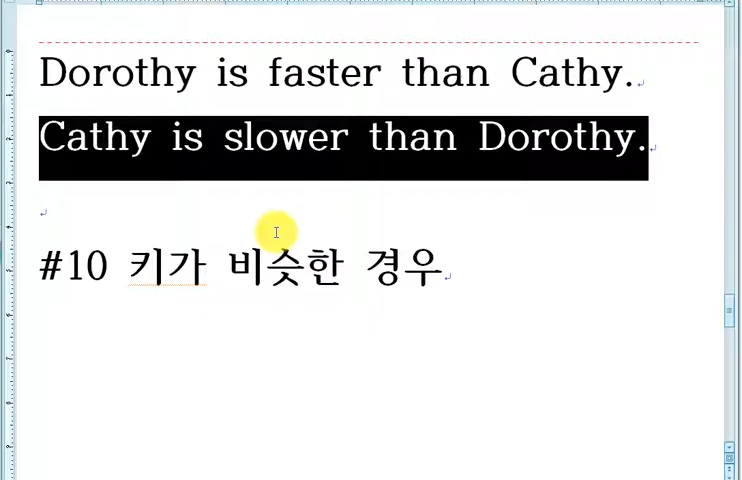 Dorothy is faster than Cathy.
Cathy is slower than Dorothy.
#10 키가 비슷한 경우